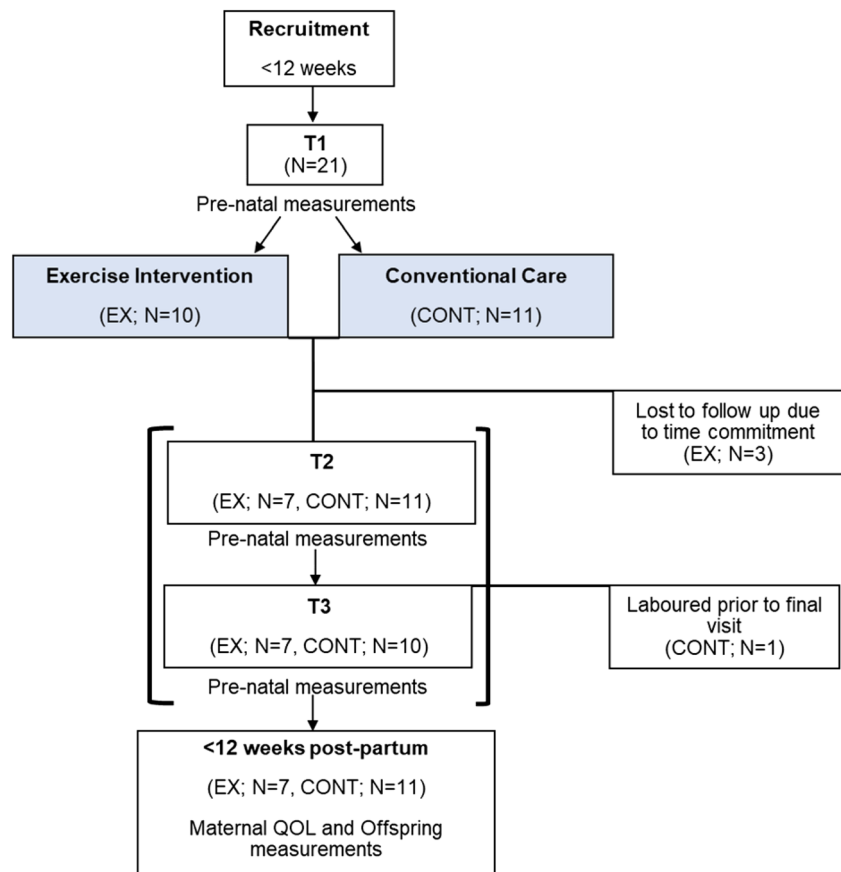 Recruitment
<12 weeks
T1
(N=21)
Pre-natal measurements
Exercise Intervention
(EX; N=10)
Conventional Care
(CONT; N=11)
Lost to follow up due
to time commitment
(EX; N=3)
T2
(EX; N=7, CONT; N=11)
Pre-natal measurements
T3
(EX; N=7, CONT; N=10)
Laboured prior to final
visit
(CONT; N=1)
Pre-natal measurements
<12 weeks post-partum
(EX; N=7, CONT; N=11)
Maternal QOL and Offspring
measurements